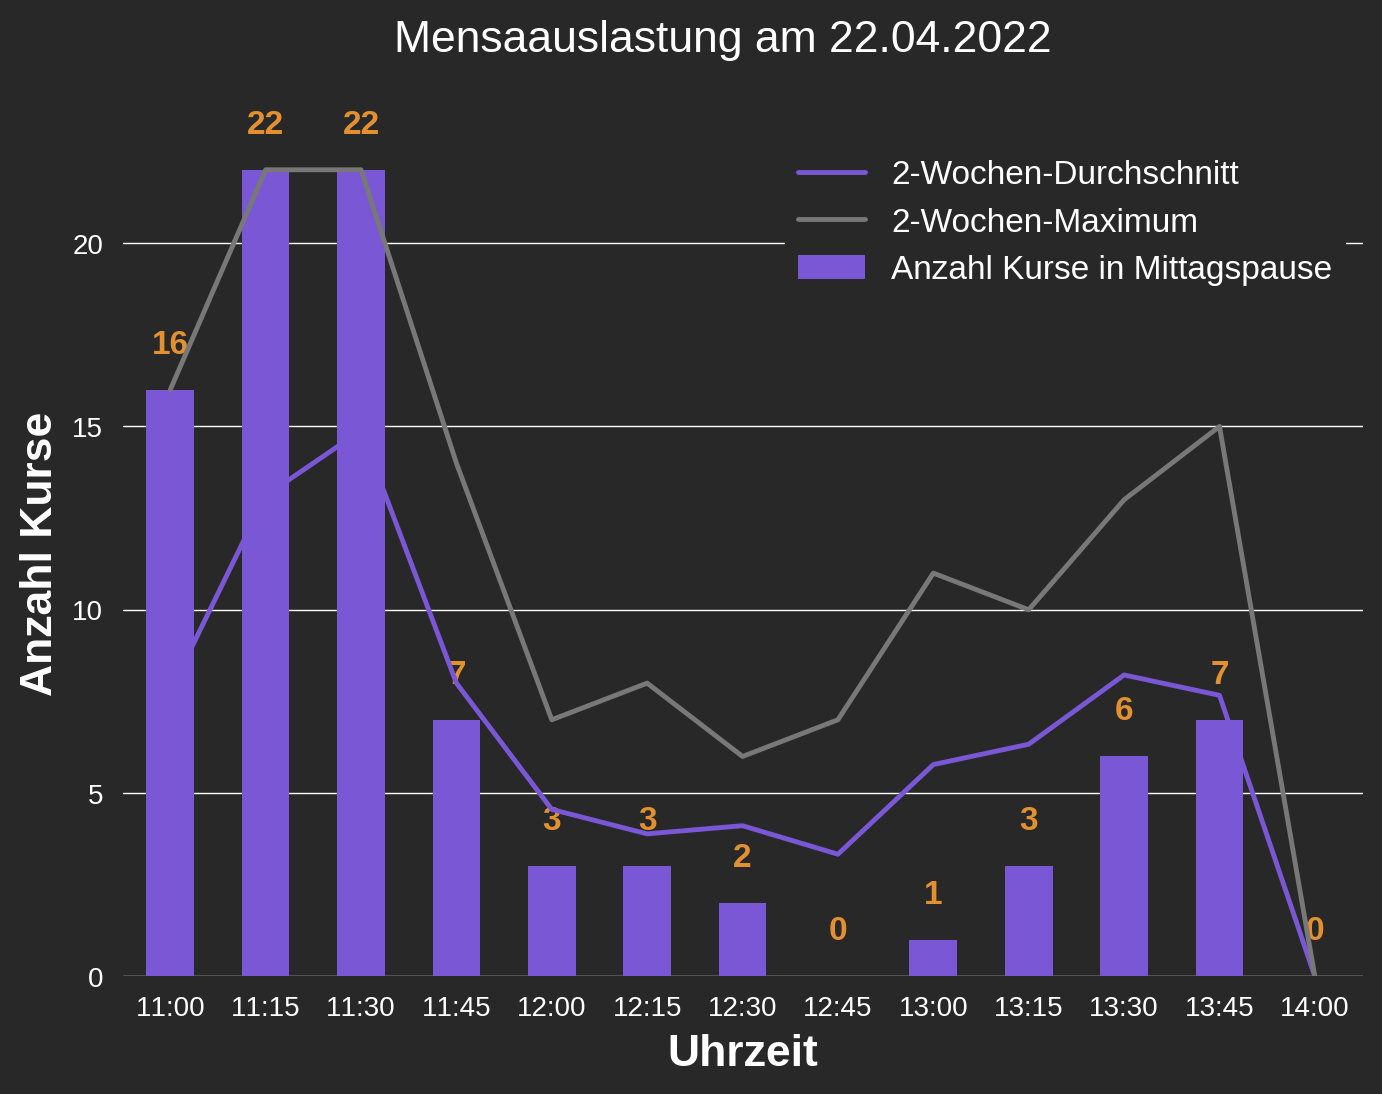 Mensaauslastung am 22.04.2022
22 22
2-Wochen-Durchschnitt
2-Wochen-Maximum
Anzahl Kurse in Mittagspause
20
16
15
10
7 7
6
5
3 3 3
2
1
0 0
0
Anzahl Kurse
11:00 11:15 11:30 11:45 12:00 12:15 12:30 12:45 13:00 13:15 13:30 13:45 14:00
Uhrzeit